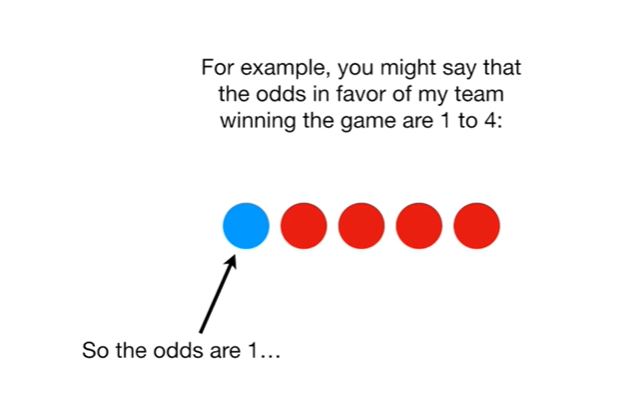 For example, you might say that
the odds in favor of my team
winning the game are 1 to 4:
So the odds are 1…